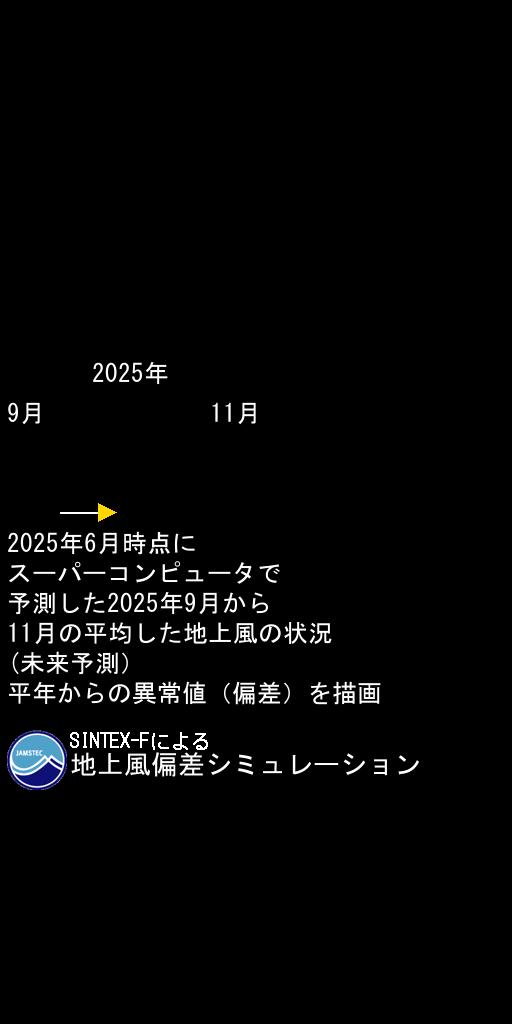 2025年
9月 11月
2025年6月時点に
スーパーコンピュータで
予測した2025年9月から
11月の平均した地上風の状況
(未来予測)
平年からの異常値（偏差）を描画
SINTEX-Fによる
JAMSTEC
地上風偏差シミュレーション